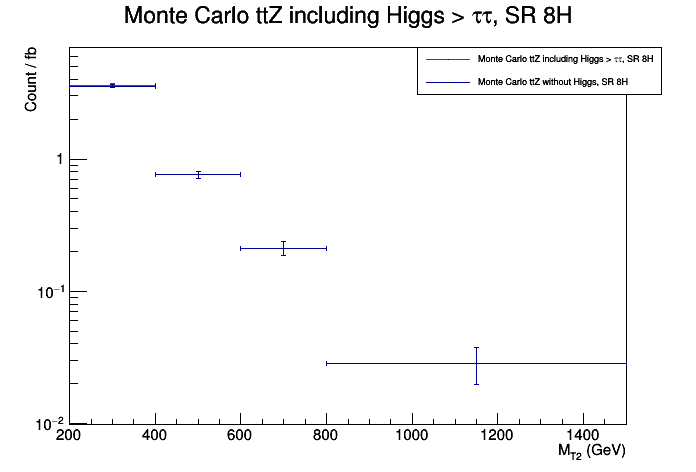 Monte Carlo ttZ including Higgs > ττ, SR 8H
Count / fb
Monte Carlo ttZ including Higgs > ττ, SR 8H
Monte Carlo ttZ without Higgs, SR 8H
1
10⁻¹
10⁻²
200 400 600 800 1000 1200 1400
M_T2 (GeV)